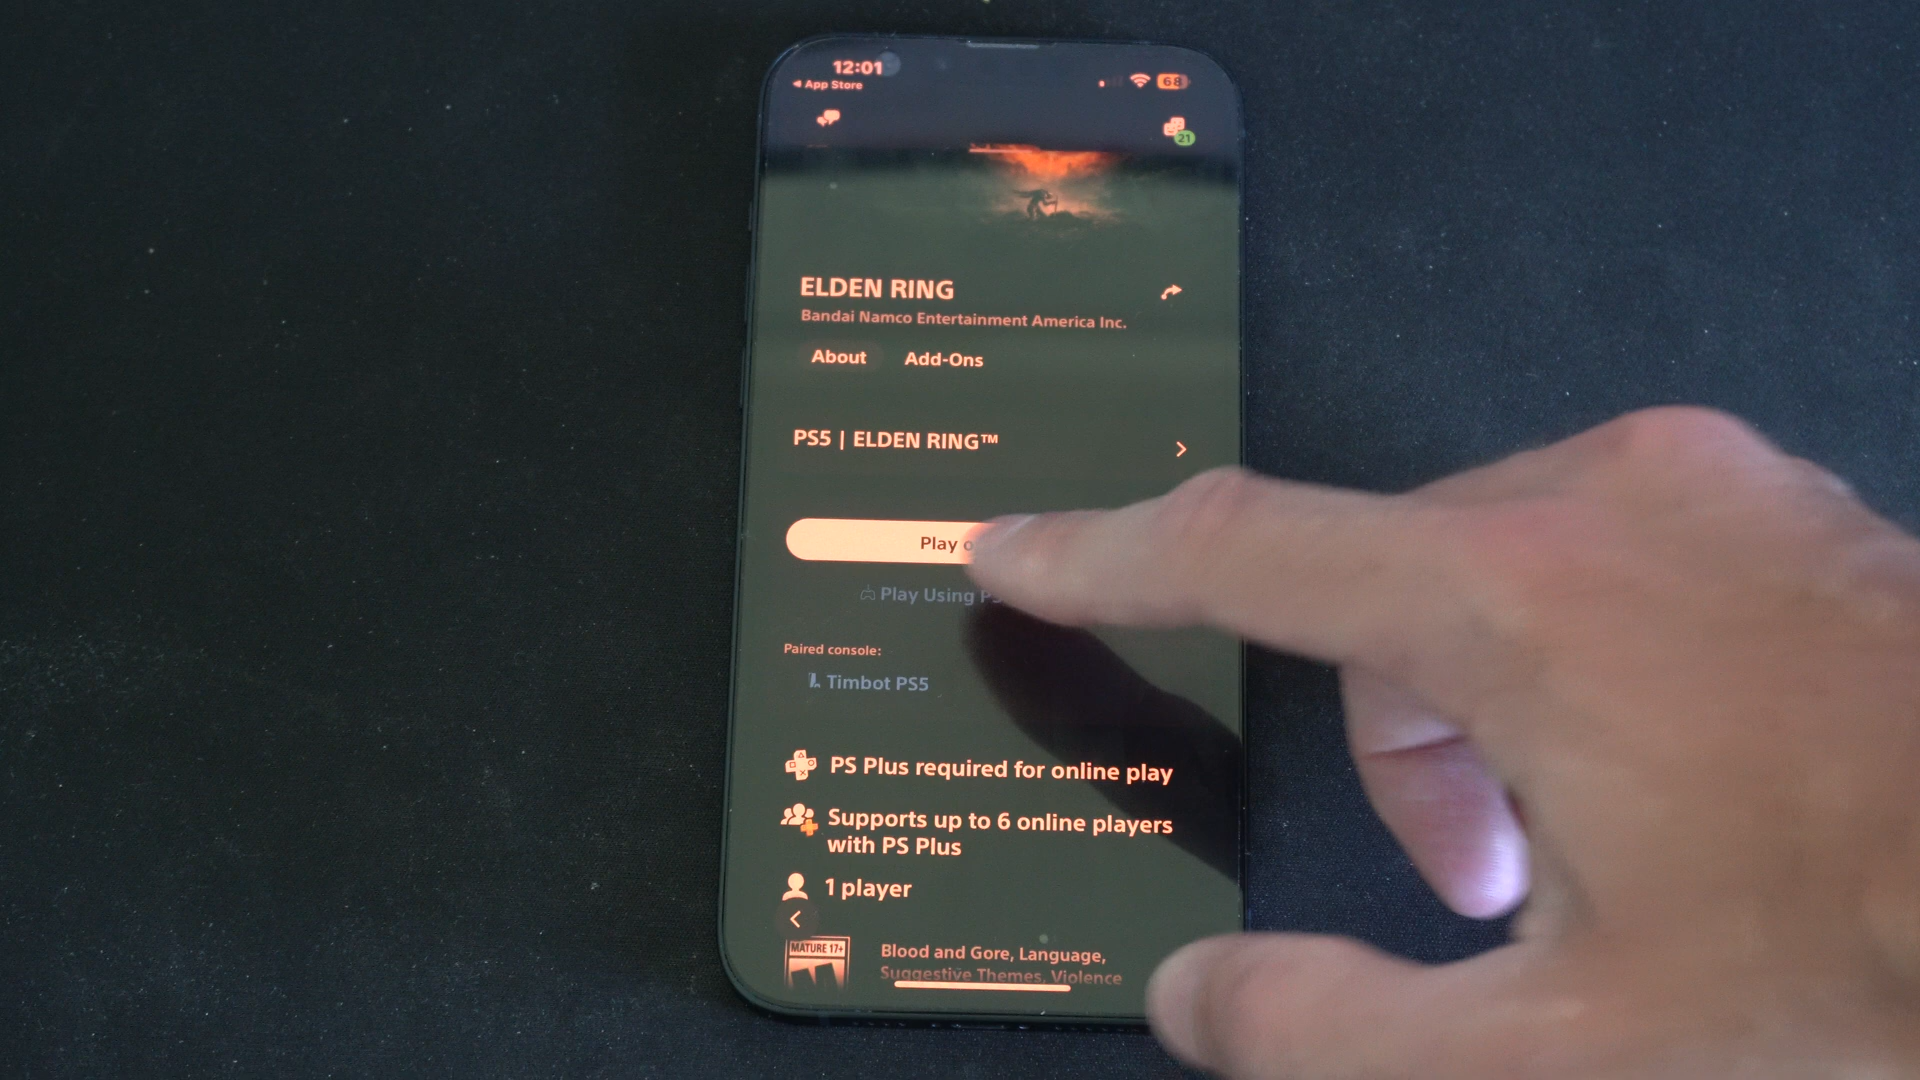 12:01
App Store
68
21
ELDEN RING
Bandai Namco Entertainment America Inc.
About Add-Ons
PS5 | ELDEN RING™
Play
Play Using
Paired console:
Timbot PS5
PS Plus required for online play
Supports up to 6 online players
with PS Plus
1 player
MATURE 17+
Blood and Gore, Language,
Suggestive Themes, Violence